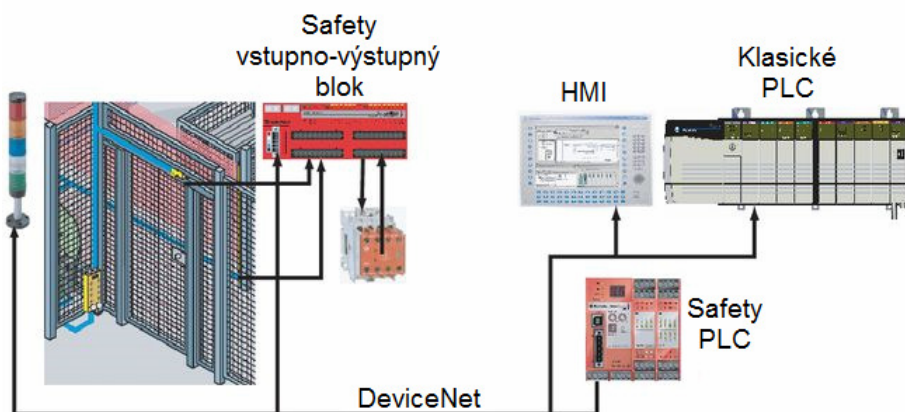 Safety
vstupno-výstupný
blok
HMI
Klasické
PLC
Safety
PLC
DeviceNet